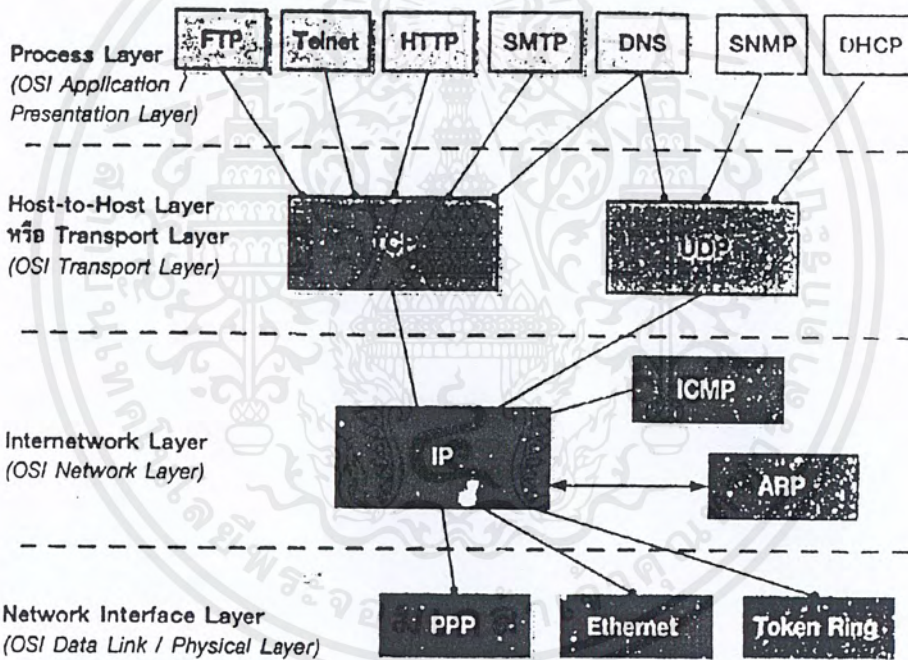 FTP Telnet HTTP SMTP DNS SNMP DHCP
Process Layer
(OSI Application /
Presentation Layer)
Host-to-Host Layer
หรือ Transport Layer
(OSI Transport Layer)
TCP UDP
ICMP
Internetwork Layer
(OSI Network Layer)
IP
ARP
Network Interface Layer
(OSI Data Link / Physical Layer)
PPP Ethernet Token Ring